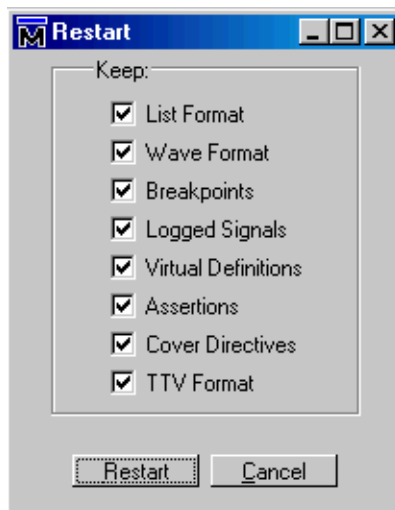 M Restart
Keep:
List Format
Wave Format
Breakpoints
Logged Signals
Virtual Definitions
Assertions
Cover Directives
TTV Format
Restart Cancel